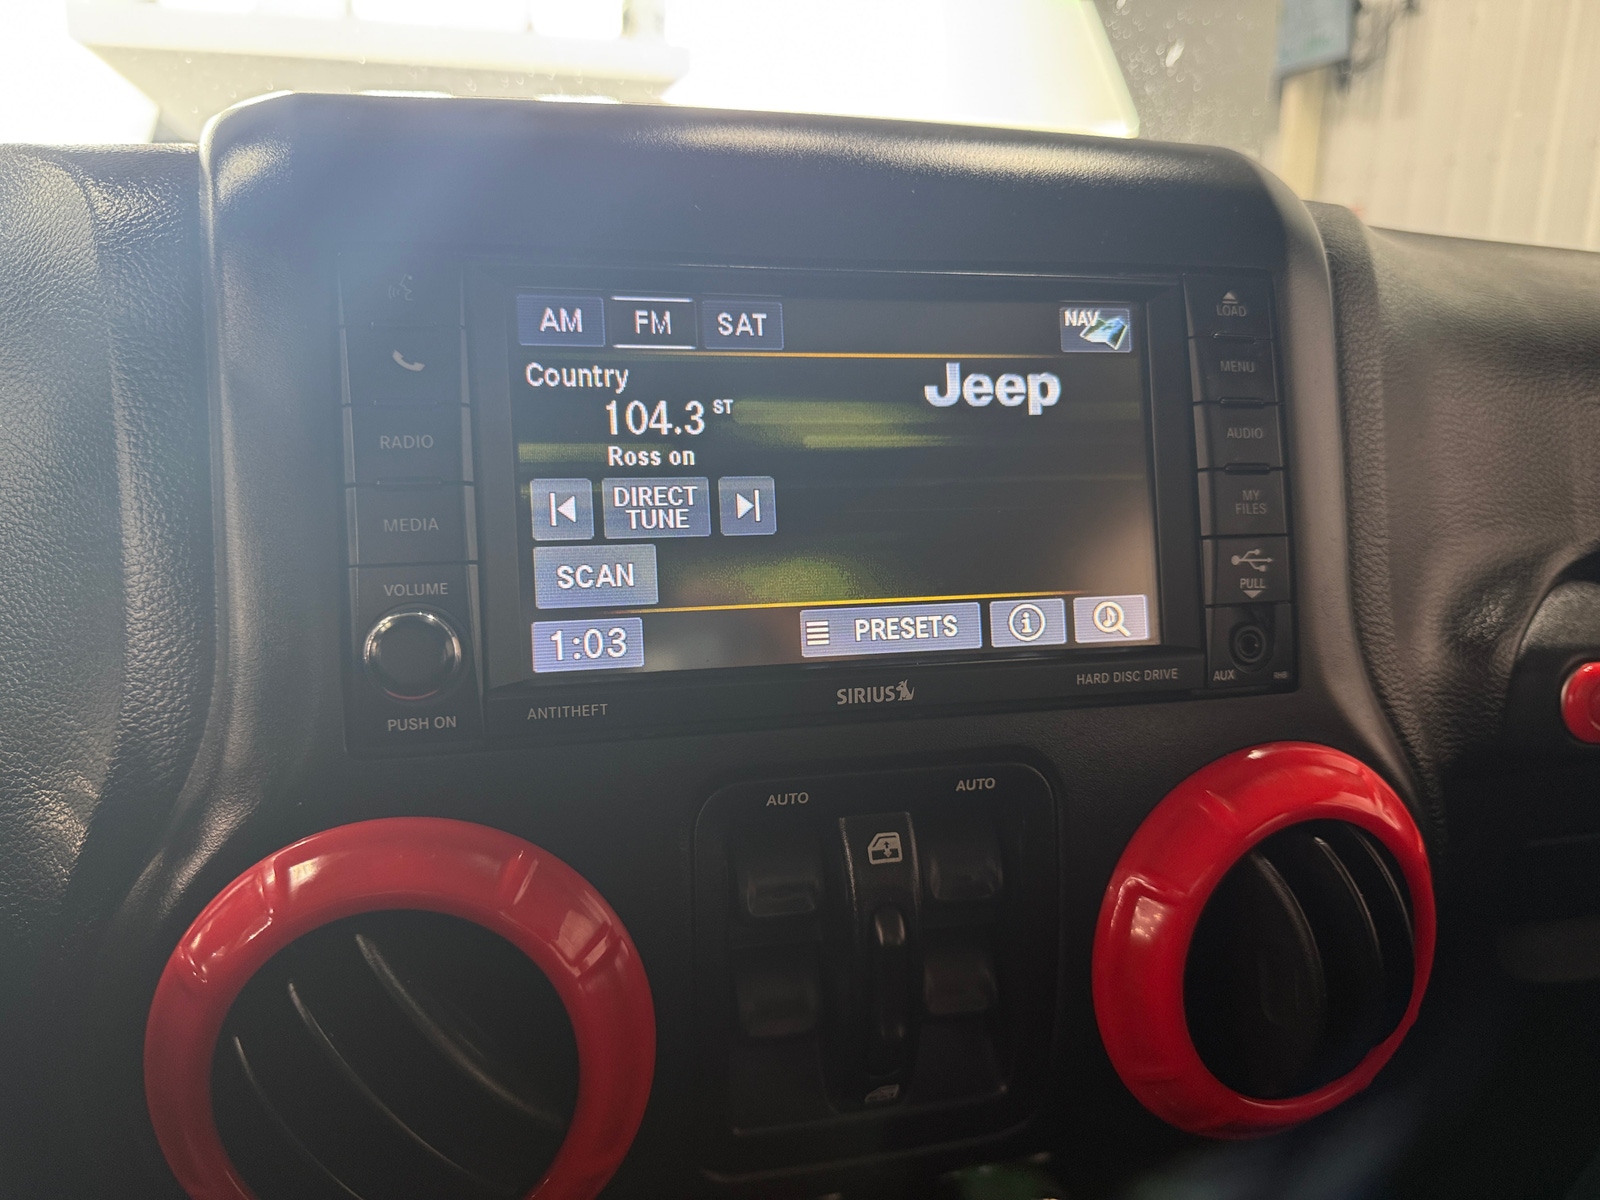 AM FM SAT NAV
Country
Jeep
104.3 ST
Ross on
DIRECT
TUNE
SCAN
1:03
PRESETS
RADIO
MEDIA
VOLUME
PUSH ON
LOAD
MENU
AUDIO
MY
FILES
PULL
AUX
ANTITHEFT
SIRIUS
HARD DISC DRIVE
AUTO
AUTO